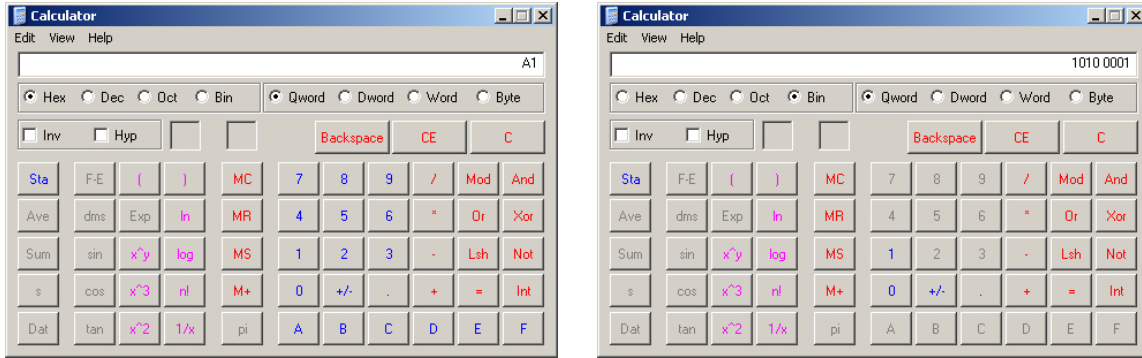 Calculator
Edit View Help
A1
Hex Dec Oct Bin Qword Dword Word Byte
Inv Hyp Backspace CE C
Sta F-E ( ) MC 7 8 9 / Mod And
Ave dms Exp ln MR 4 5 6 * Or Xor
Sum sin x^y log MS 1 2 3 - Lsh Not
s cos x^3 n! M+ 0 +/- . + = Int
Dat tan x^2 1/x pi A B C D E F
Calculator
Edit View Help
1010 0001
Hex Dec Oct Bin Qword Dword Word Byte
Inv Hyp Backspace CE C
Sta F-E ( ) MC 7 8 9 / Mod And
Ave dms Exp ln MR 4 5 6 * Or Xor
Sum sin x^y log MS 1 2 3 - Lsh Not
s cos x^3 n! M+ 0 +/- . + = Int
Dat tan x^2 1/x pi A B C D E F